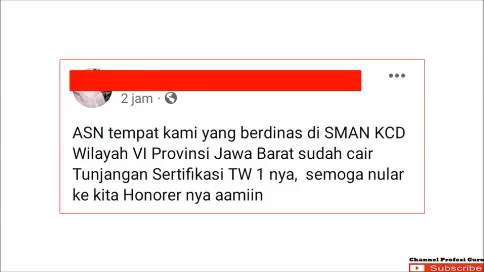 2 jam ·
ASN tempat kami yang berdinas di SMAN KCD
Wilayah VI Provinsi Jawa Barat sudah cair
Tunjangan Sertifikasi TW 1 nya, semoga nular
ke kita Honorer nya aamiin
Channel Profesi Guru
Subscribe